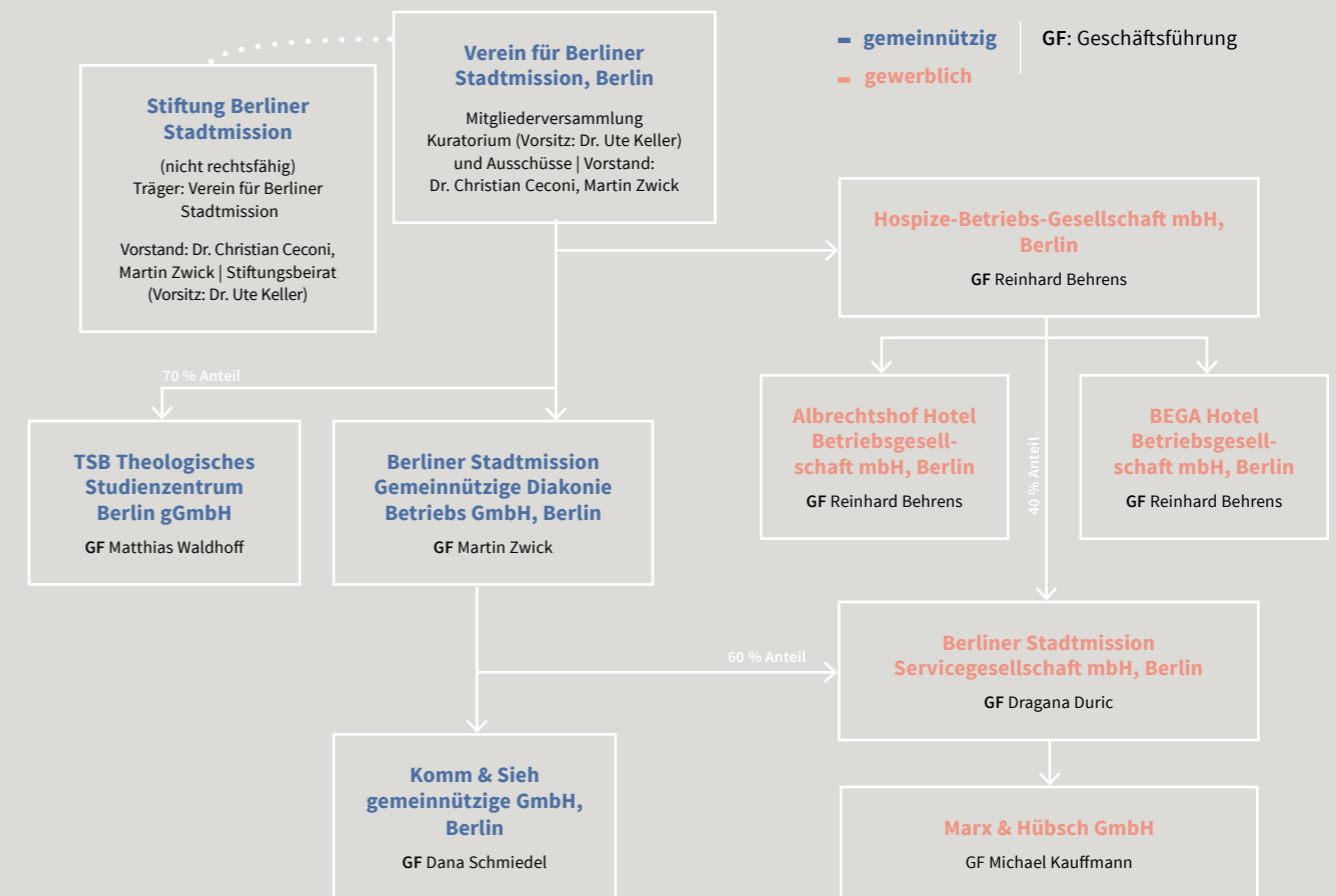 Stiftung Berliner
Stadtmission
(nicht rechtsfähig)
Träger: Verein für Berliner
Stadtmission
Vorstand: Dr. Christian Ceconi,
Martin Zwick | Stiftungsbeirat
(Vorsitz: Dr. Ute Keller)
Verein für Berliner
Stadtmission, Berlin
Mitgliederversammlung
Kuratorium (Vorsitz: Dr. Ute Keller)
und Ausschüsse | Vorstand:
Dr. Christian Ceconi, Martin Zwick
gemeinnützig
gewerblich
GF: Geschäftsführung
Hospize-Betriebs-Gesellschaft mbH,
Berlin
GF Reinhard Behrens
70 % Anteil
TSB Theologisches
Studienzentrum
Berlin gGmbH
GF Matthias Waldhoff
Berliner Stadtmission
Gemeinnützige Diakonie
Betriebs GmbH, Berlin
GF Martin Zwick
Albrechtshof Hotel
Betriebsgesell-
schaft mbH, Berlin
GF Reinhard Behrens
40 % Anteil
BEGA Hotel
Betriebsgesell-
schaft mbH, Berlin
GF Reinhard Behrens
60 % Anteil
Berliner Stadtmission
Servicegesellschaft mbH, Berlin
GF Dragana Duric
Komm & Sieh
gemeinnützige GmbH,
Berlin
GF Dana Schmiedel
Marx & Hübsch GmbH
GF Michael Kauffmann